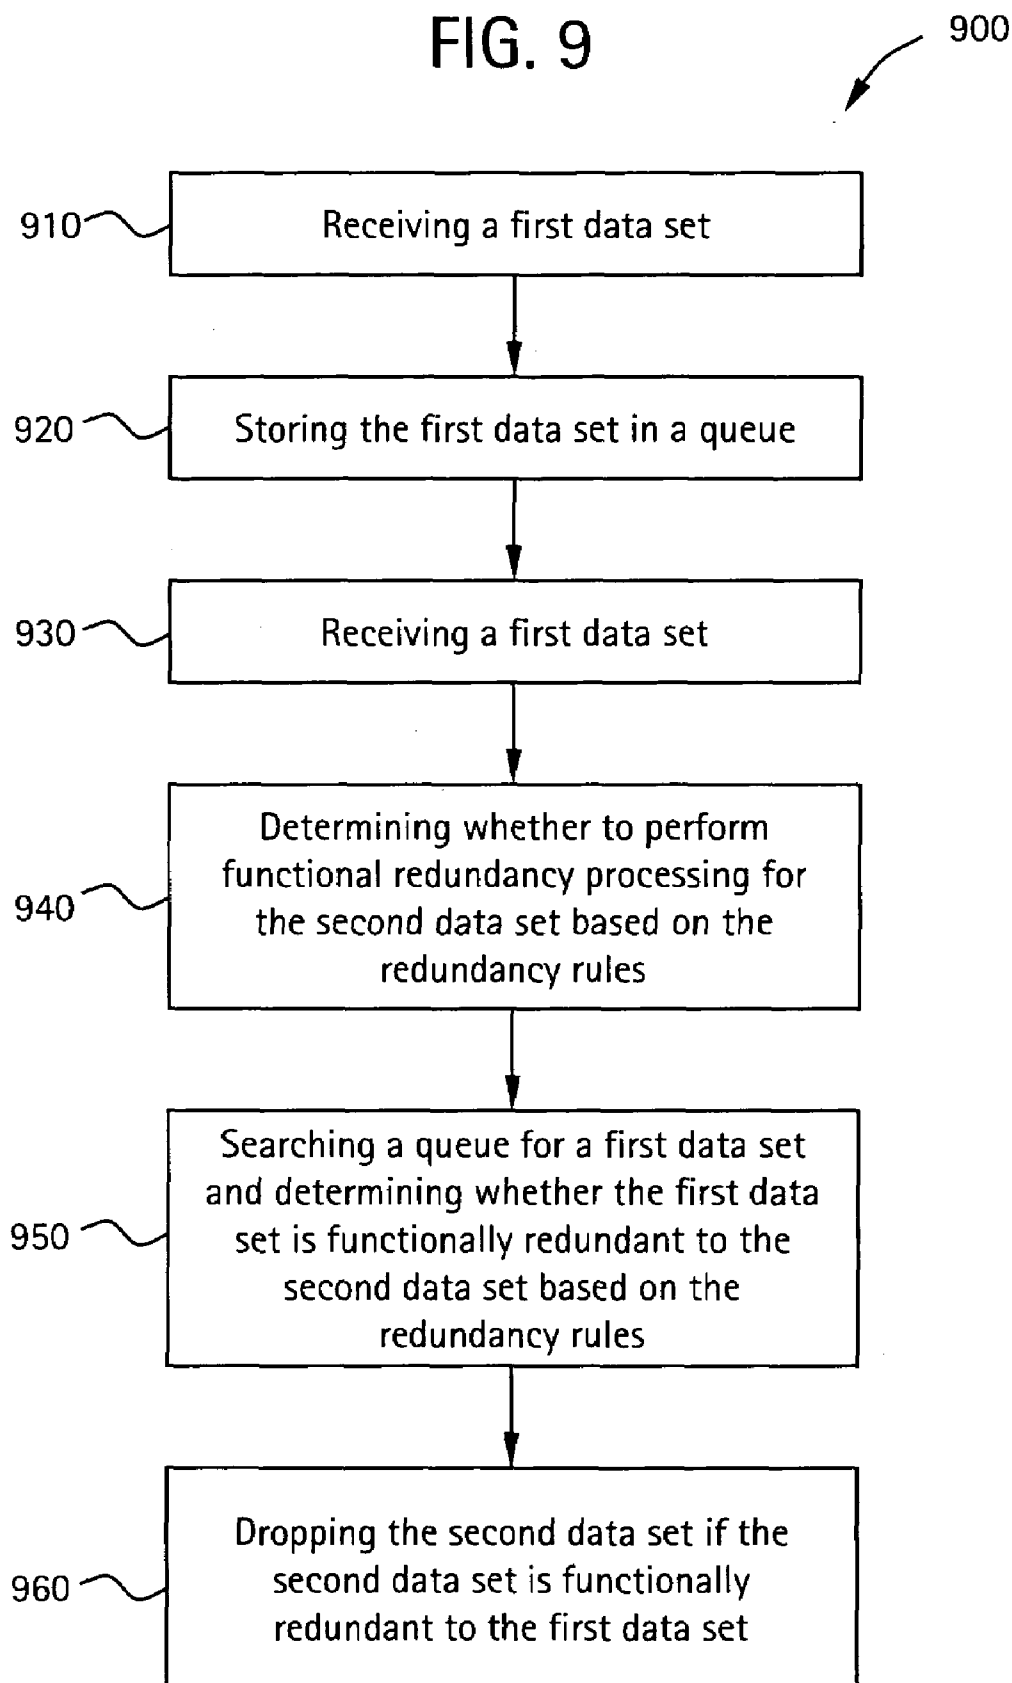 FIG. 9
900
910
Receiving a first data set
920
Storing the first data set in a queue
930
Receiving a first data set
940
Determining whether to perform
functional redundancy processing for
the second data set based on the
redundancy rules
950
Searching a queue for a first data set
and determining whether the first data
set is functionally redundant to the
second data set based on the
redundancy rules
960
Dropping the second data set if the
second data set is functionally
redundant to the first data set